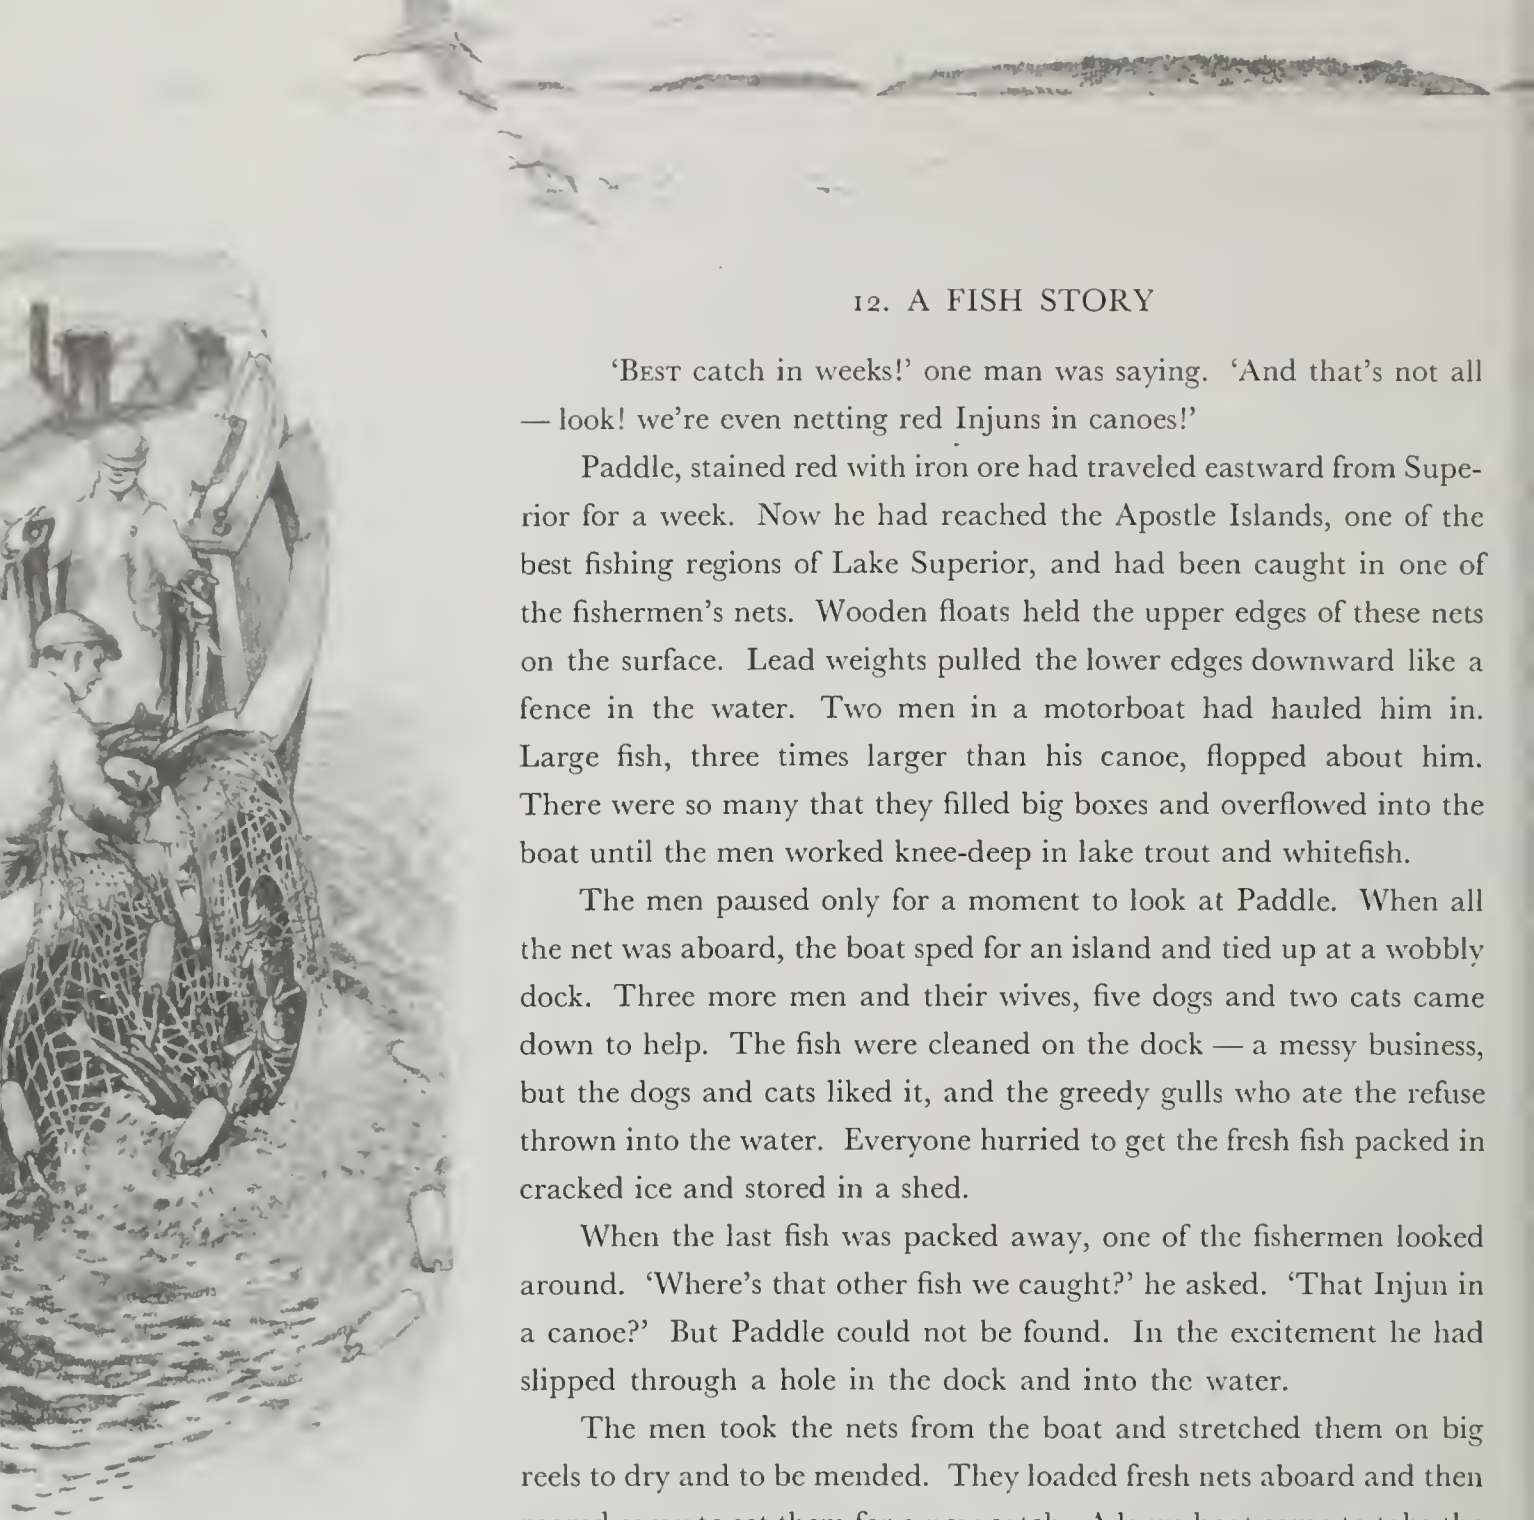 12. A FISH STORY
‘BEST catch in weeks!’ one man was saying. ‘And that’s not all
— look! we’re even netting red Injuns in canoes!’
Paddle, stained red with iron ore had traveled eastward from Supe-
rior for a week. Now he had reached the Apostle Islands, one of the
best fishing regions of Lake Superior, and had been caught in one of
the fishermen’s nets. Wooden floats held the upper edges of these nets
on the surface. Lead weights pulled the lower edges downward like a
fence in the water. Two men in a motorboat had hauled him in.
Large fish, three times larger than his canoe, flopped about him.
There were so many that they filled big boxes and overflowed into the
boat until the men worked knee-deep in lake trout and whitefish.
The men paused only for a moment to look at Paddle. When all
the net was aboard, the boat sped for an island and tied up at a wobbly
dock. Three more men and their wives, five dogs and two cats came
down to help. The fish were cleaned on the dock — a messy business,
but the dogs and cats liked it, and the greedy gulls who ate the refuse
thrown into the water. Everyone hurried to get the fresh fish packed in
cracked ice and stored in a shed.
When the last fish was packed away, one of the fishermen looked
around. ‘Where’s that other fish we caught?’ he asked. ‘That Injun in
a canoe?’ But Paddle could not be found. In the excitement he had
slipped through a hole in the dock and into the water.
The men took the nets from the boat and stretched them on big
reels to dry and to be mended. They loaded fresh nets aboard and then